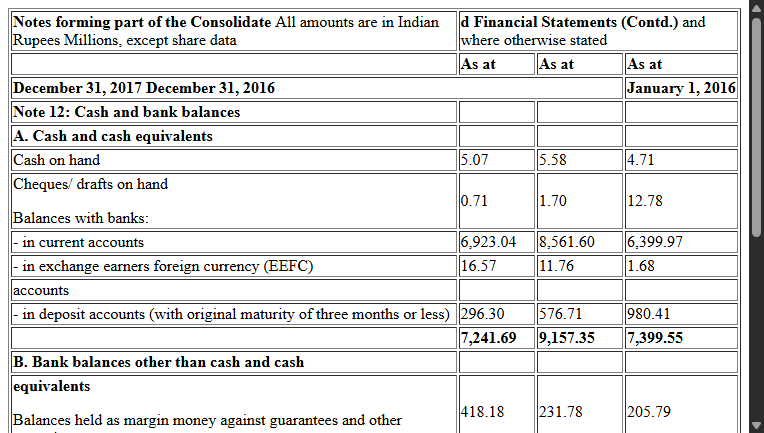 Notes forming part of the Consolidate All amounts are in Indian d Financial Statements (Contd.) and
Rupees Millions, except share data where otherwise stated
As at As at As at
December 31, 2017 December 31, 2016 January 1, 2016
Note 12: Cash and bank balances
A. Cash and cash equivalents
Cash on hand 5.07 5.58 4.71
Cheques/ drafts on hand
0.71 1.70 12.78
Balances with banks:
- in current accounts 6,923.04 8,561.60 6,399.97
- in exchange earners foreign currency (EEFC) 16.57 11.76 1.68
accounts
- in deposit accounts (with original maturity of three months or less) 296.30 576.71 980.41
7,241.69 9,157.35 7,399.55
B. Bank balances other than cash and cash
equivalents
418.18 231.78 205.79
Balances held as margin money against guarantees and other